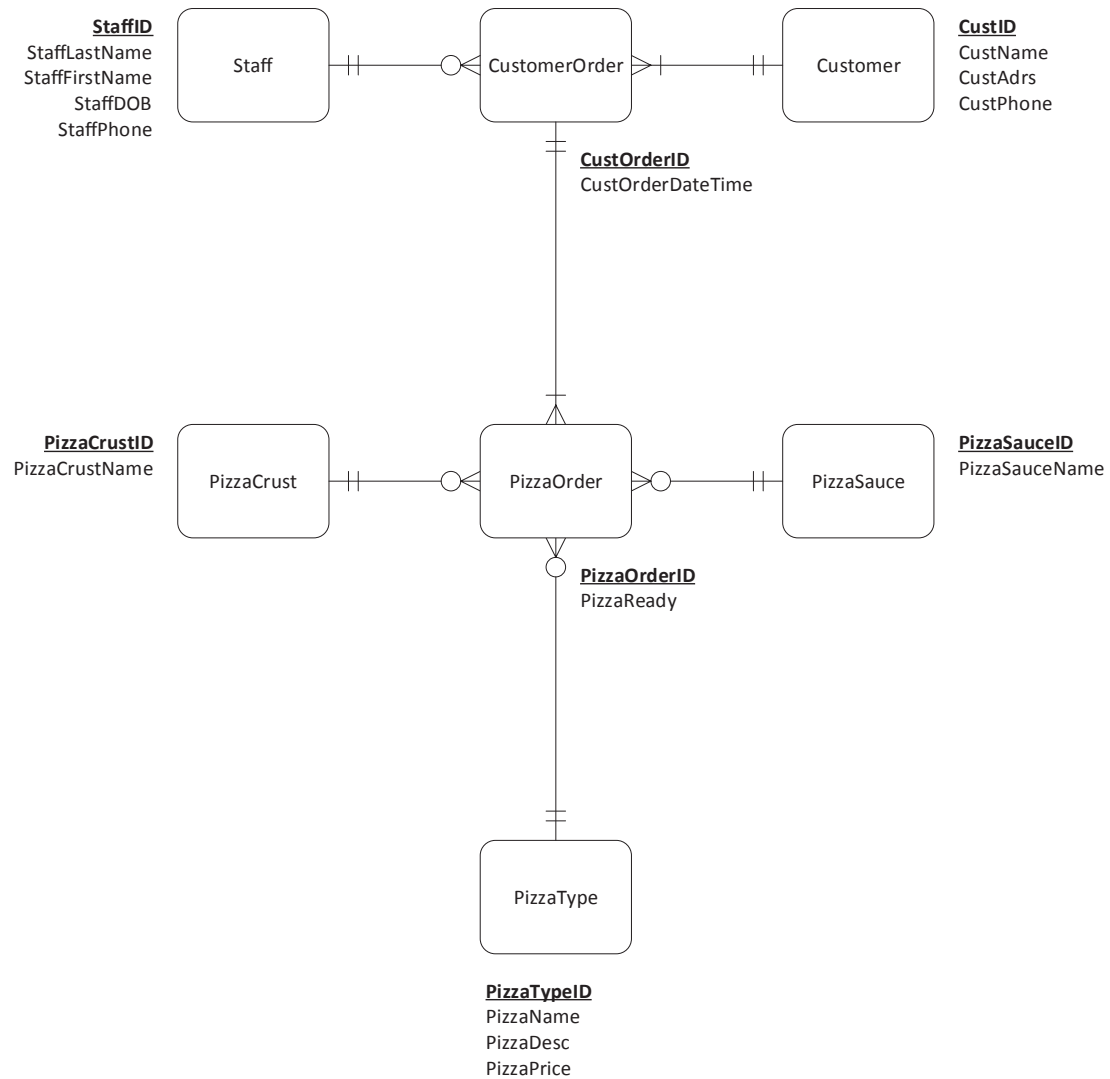 StaffID
StaffLastName
StaffFirstName
StaffDOB
StaffPhone
Staff
CustomerOrder
Customer
CustID
CustName
CustAdrs
CustPhone
CustOrderID
CustOrderDateTime
PizzaCrustID
PizzaCrustName
PizzaCrust
PizzaOrder
PizzaSauce
PizzaSauceID
PizzaSauceName
PizzaOrderID
PizzaReady
PizzaType
PizzaTypeID
PizzaName
PizzaDesc
PizzaPrice